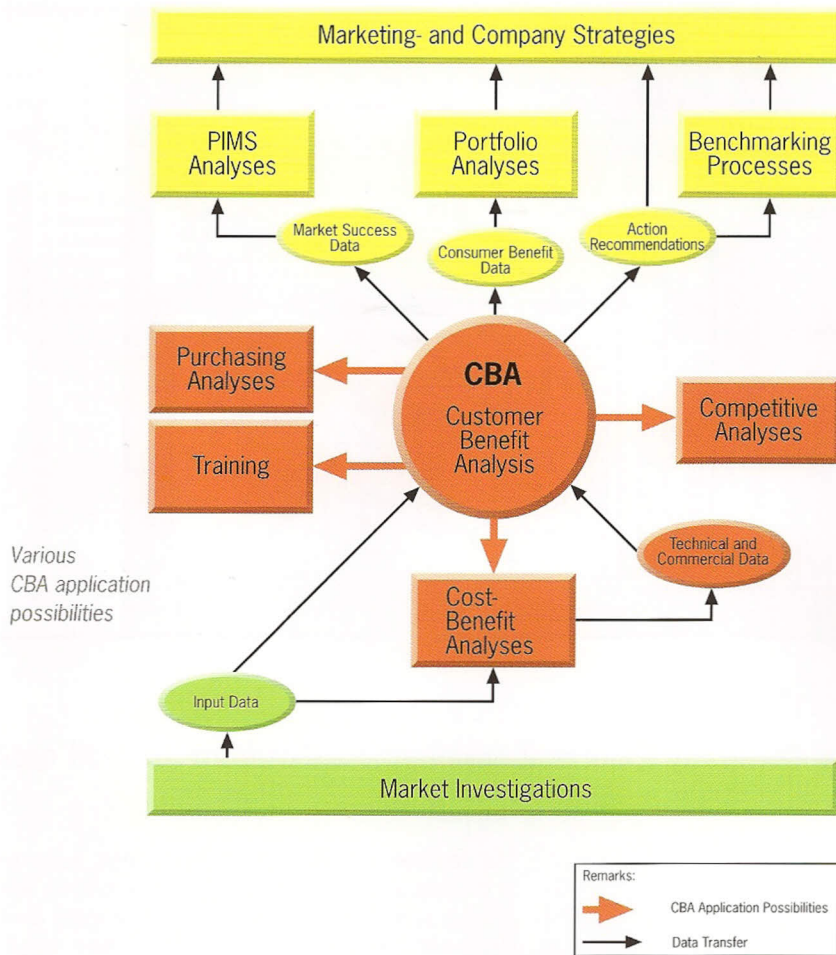 Marketing- and Company Strategies
PIMS
Analyses
Portfolio
Analyses
Benchmarking
Processes
Market Success
Data
Consumer Benefit
Data
Action
Recommendations
Purchasing
Analyses
CBA
Customer
Benefit
Analysis
Competitive
Analyses
Training
Various
CBA application
possibilities
Technical and
Commercial Data
Cost-
Benefit
Analyses
Input Data
Market Investigations
Remarks:
CBA Application Possibilities
Data Transfer